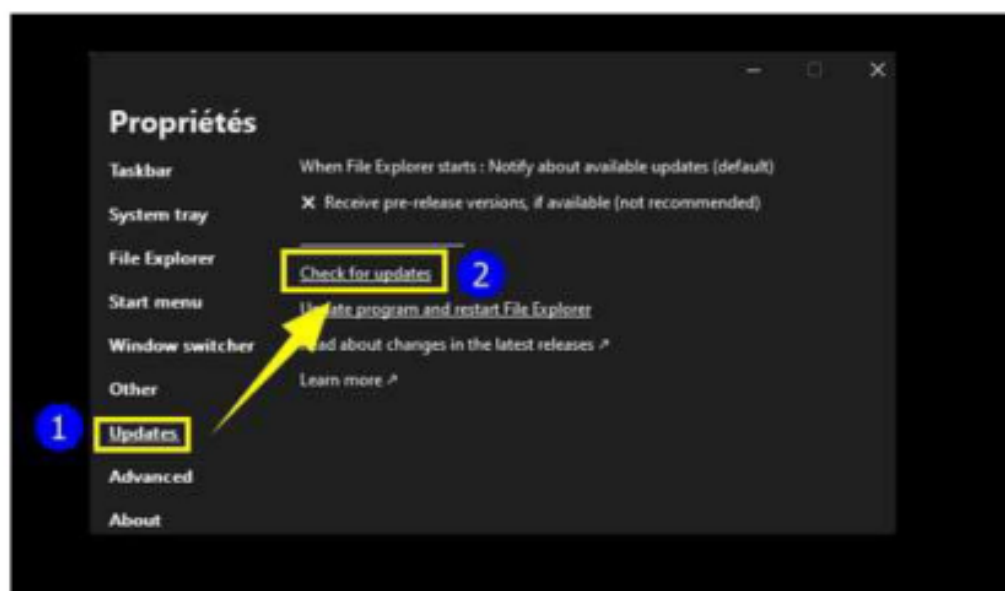 Propriétés
Taskbar
System tray
File Explorer
Start menu
Window switcher
Other
1
Updates
Advanced
About
When File Explorer starts : Notify about available updates (default)
Receive pre-release versions, if available (not recommended)
Check for updates
2
program and restart File Explorer
about changes in the latest releases ↗
Learn more ↗